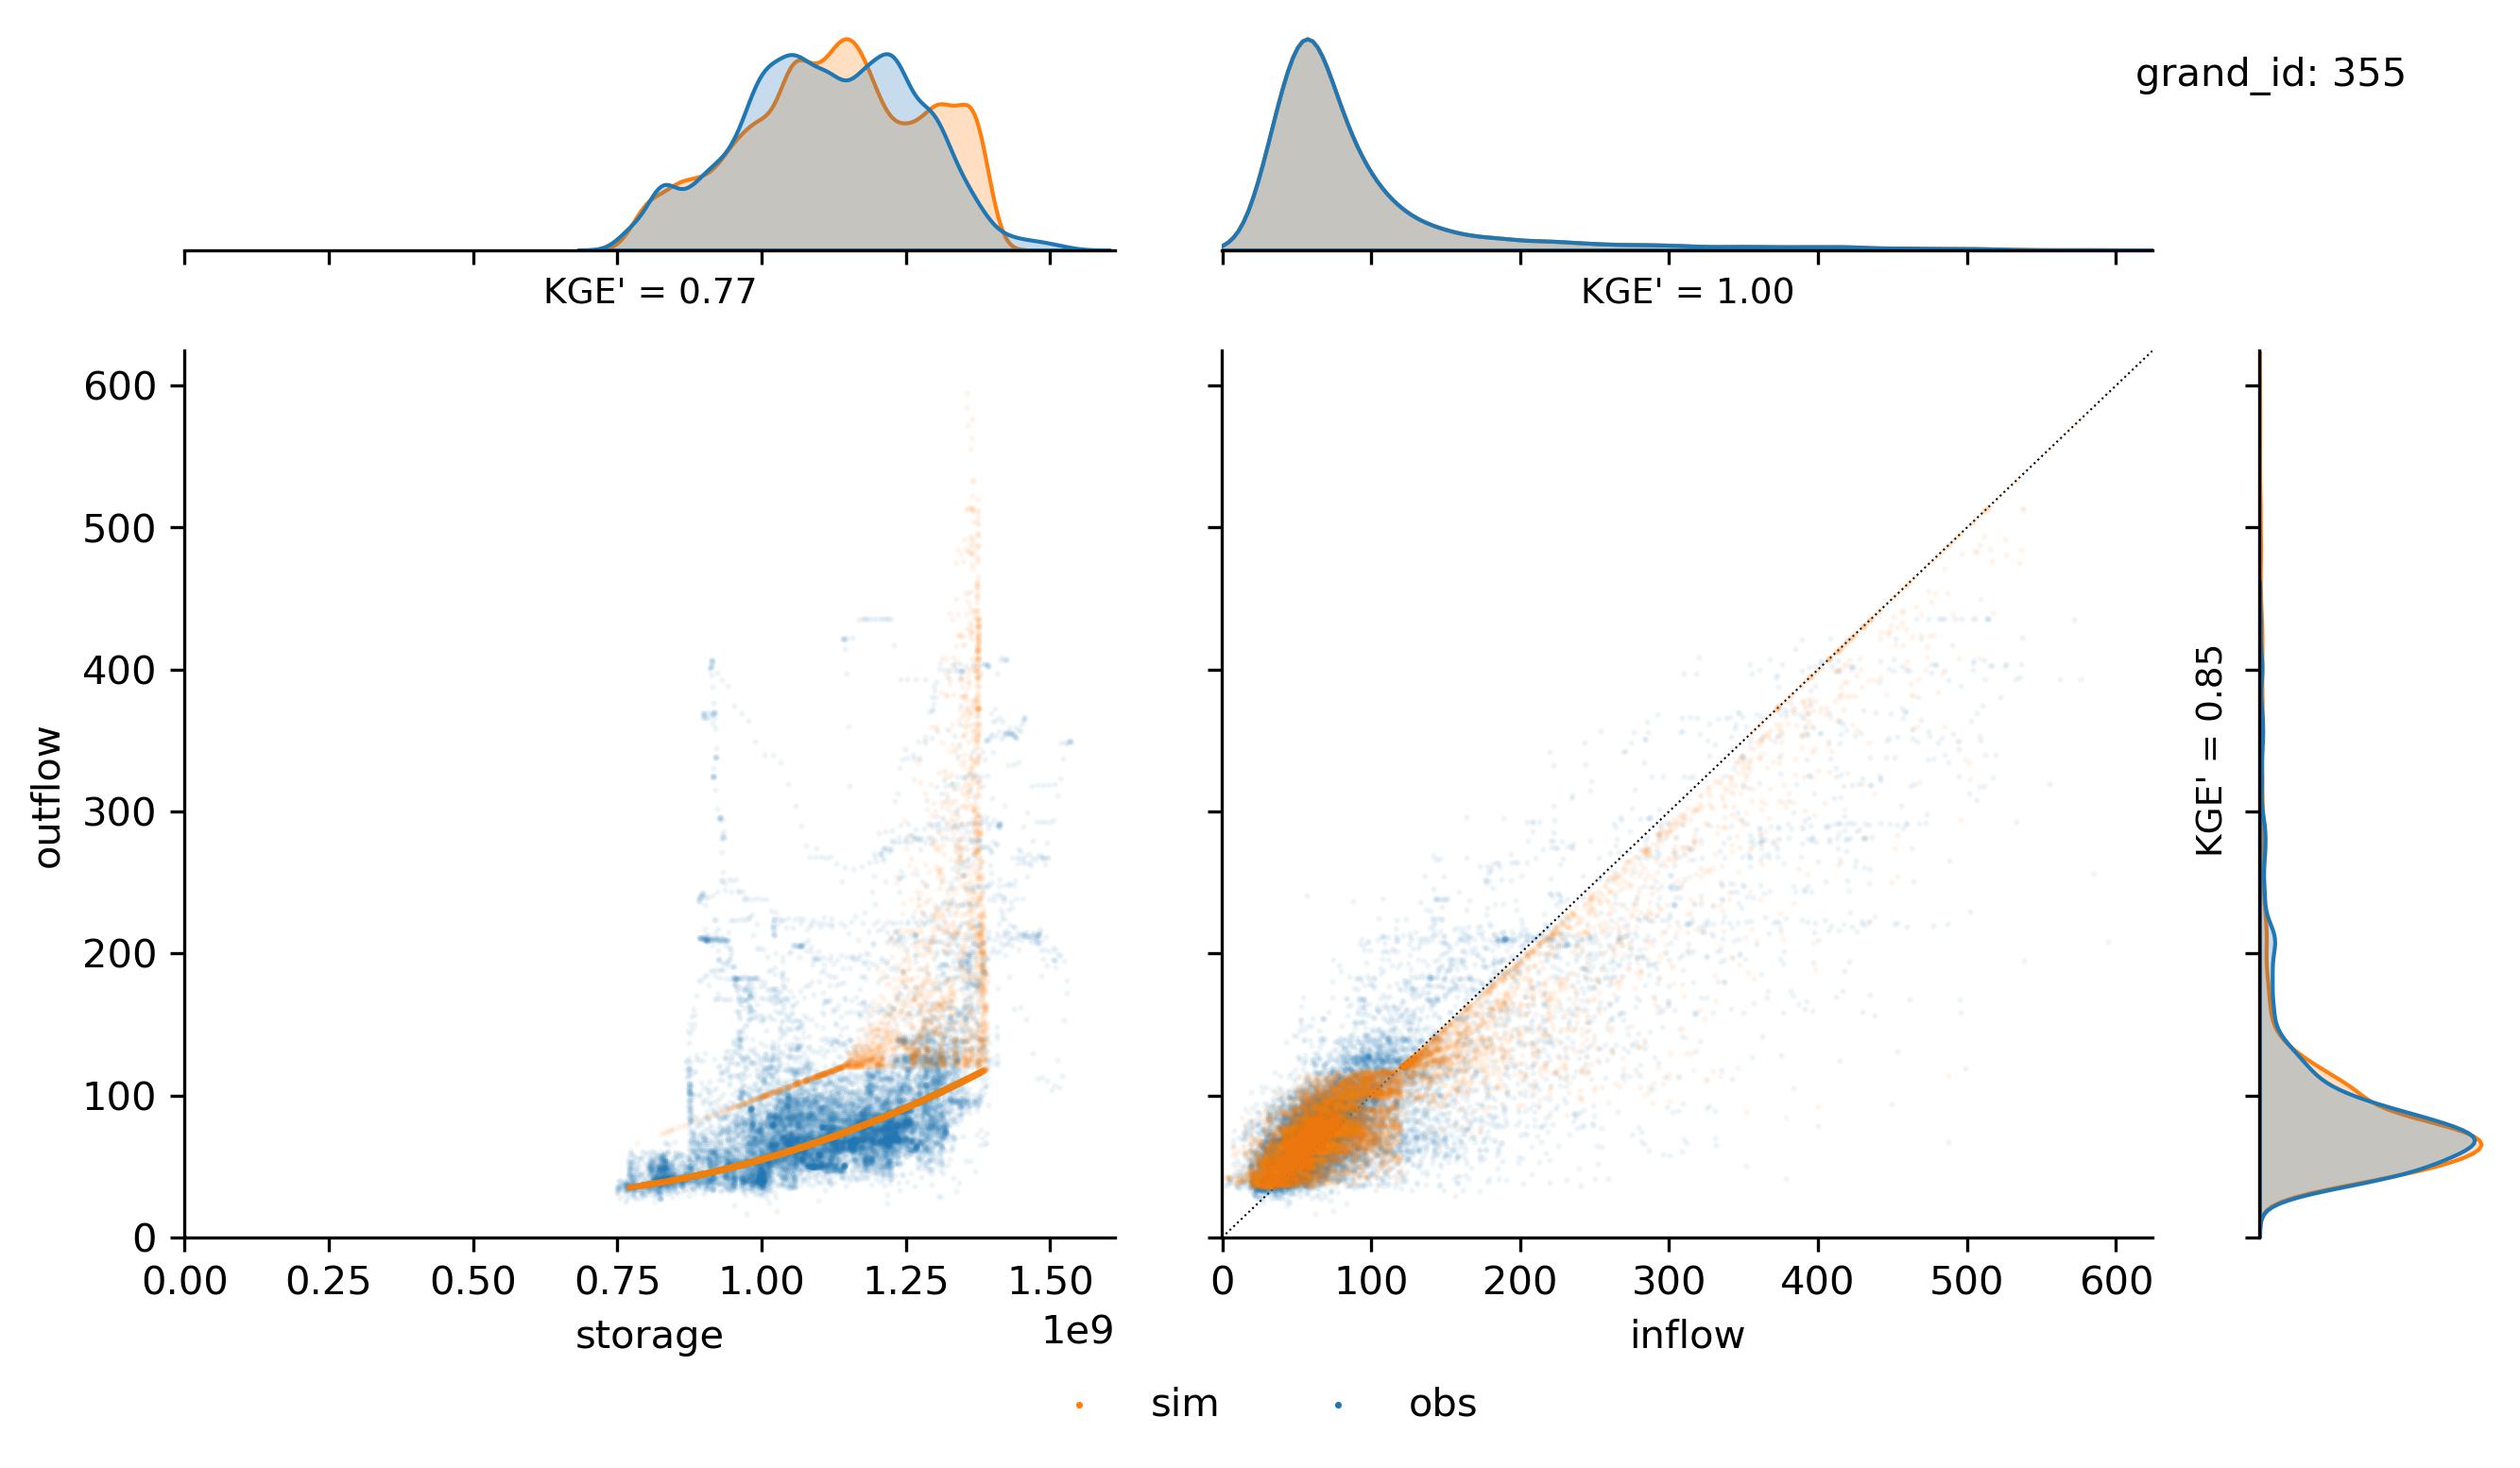 grand_id: 355
KGE' = 0.77
KGE' = 1.00
600
500
400
300
200
100
0
outflow
KGE' = 0.85
0.00 0.25 0.50 0.75 1.00 1.25 1.50
1e9
storage
0 100 200 300 400 500 600
inflow
sim obs